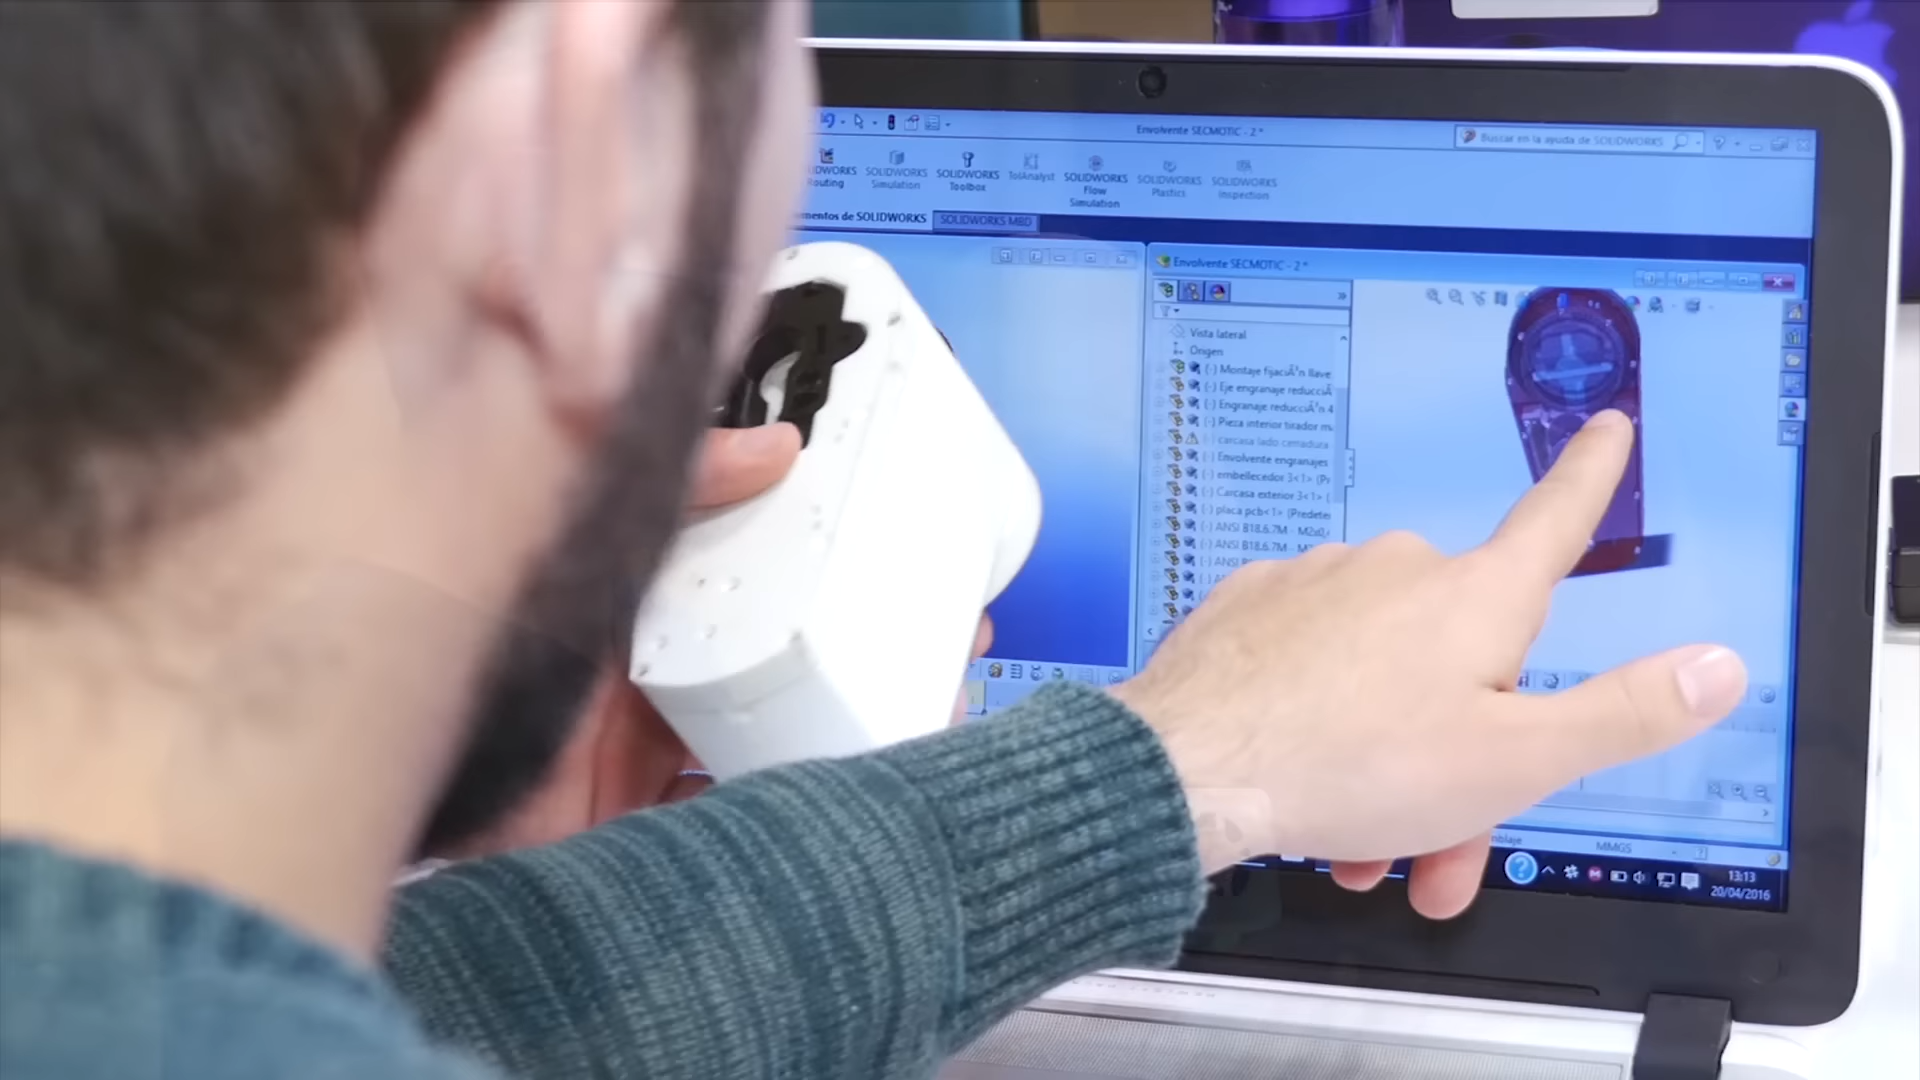 Envolvente SECMOTIC - 2 *
Buscar en la ayuda de SOLIDWORKS
SOLIDWORKS
Simulation
SOLIDWORKS
Toolbox
TolAnalyst
SOLIDWORKS
Flow
Simulation
SOLIDWORKS
Plastics
SOLIDWORKS
Inspection
mentos de SOLIDWORKS
SOLIDWORKS MBD
Envolvente SECMOTIC - 2 *
Vista lateral
Origen
(-) Montaje fijaciÃ³n llave
(-) Eje engranaje reducciÃ
(-) Engranaje reducciÃ³n 4
(-) Pieza interior tirador m
(-) carcasa lado cerradura
(-) Envolvente engranajes
(-) embellecedor 3<1> (Pr
(-) Carcasa exterior 3<1> (
(-) placa pcb<1> (Predeter
(-) ANSI B18.6.7M - M2x0,
(-) ANSI B18.6.7M - M
MMGS
13:13
20/04/2016